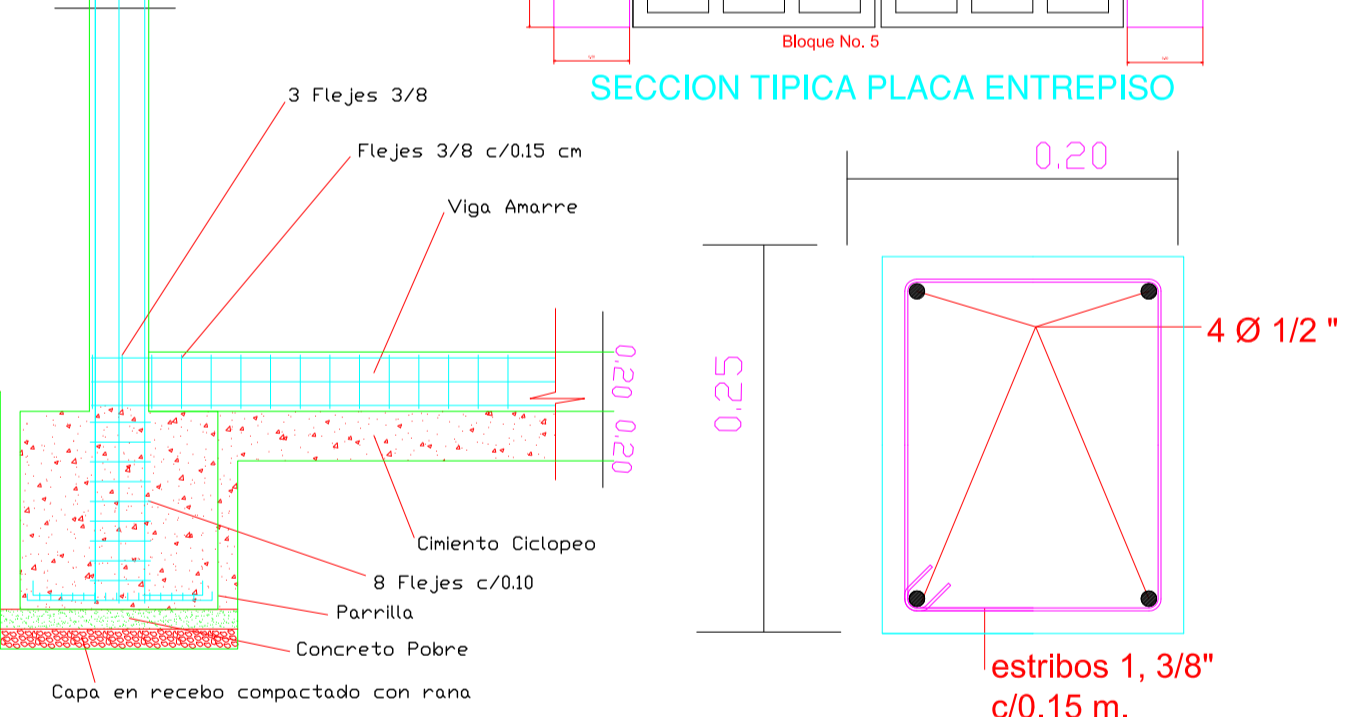 Bloque No. 5
SECCION TIPICA PLACA ENTREPISO
3 Flejes 3/8
Flejes 3/8 c/0.15 cm
Viga Amarre
0.20
0.20
Cimiento Ciclopeo
8 Flejes c/0.10
Parrilla
Concreto Pobre
Capa en recebo compactado con rana
0.20
0.25
4 Ø 1/2 "
estribos 1, 3/8"
c/0.15 m.